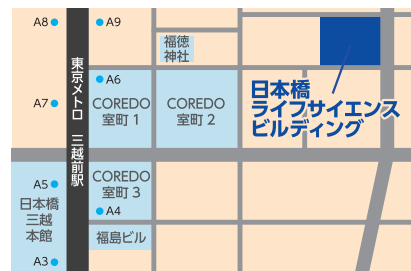 A8
A9
福徳
神社
A6
A7
COREDO
室町 1
COREDO
室町 2
東京メトロ 三越前駅
日本橋
ライフサイエンス
ビルディング
A5
日本橋
三越
本館
COREDO
室町 3
A4
福島ビル
A3